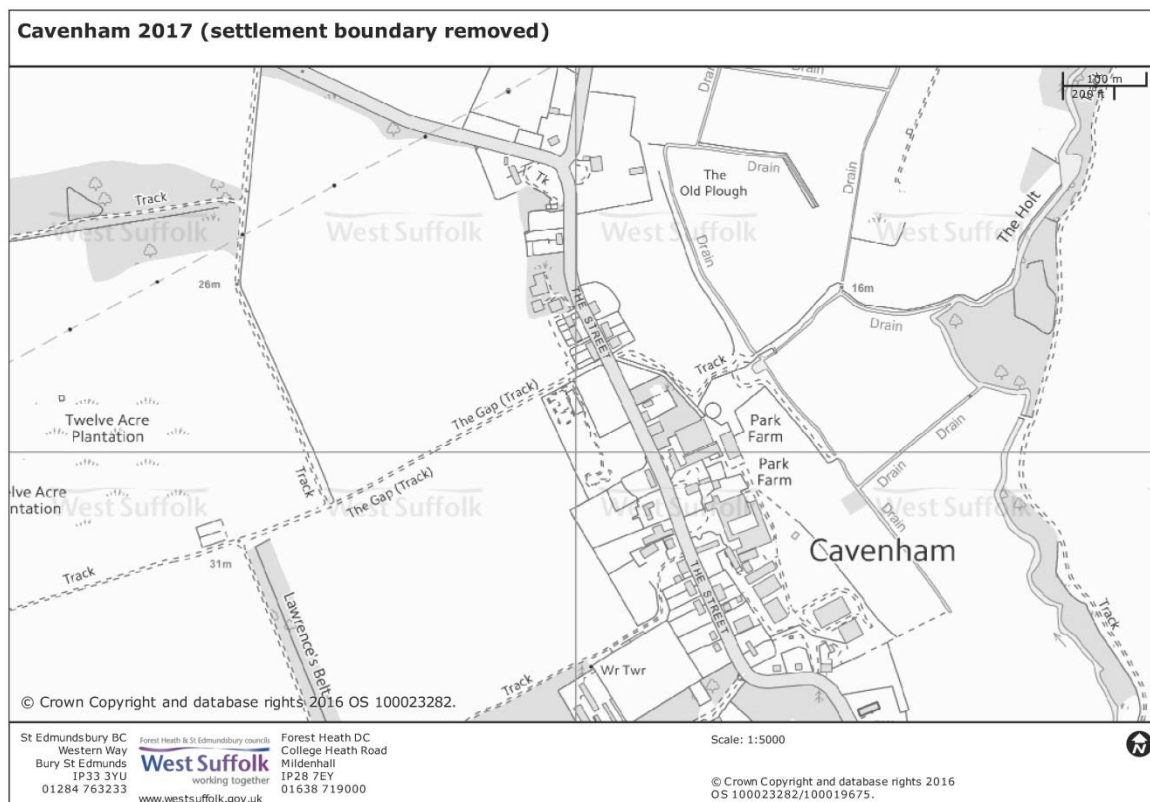 Cavenham 2017 (settlement boundary removed)
100 m
200 ft
Track
Drain
Drain
Drain
Drain
The
Old Plough
Tk
Track
The Holt
West Suffolk
West Suffolk
West Suffolk
West Suffolk
Drain
26m
16m
THE STREET
Drain
Track
The Gap (Track)
Twelve Acre
Plantation
Park
Farm
Drain
Park
Farm
Track
The Gap (Track)
elve Acre
ntation
West Suffolk
West Suffolk
West Suffolk
West Suffolk
Drain
Drain
Cavenham
31m
Track
THE STREET
Lawrence's Belt
Track
Wr Twr
Track
© Crown Copyright and database rights 2016 OS 100023282.
St Edmundsbury BC
Western Way
Bury St Edmunds
IP33 3YU
01284 763233
Forest Heath & St Edmundsbury councils
West Suffolk
working together
www.westsuffolk.gov.uk
Forest Heath DC
College Heath Road
Mildenhall
IP28 7EY
01638 719000
Scale: 1:5000
© Crown Copyright and database rights 2016
OS 100023282/100019675.
N